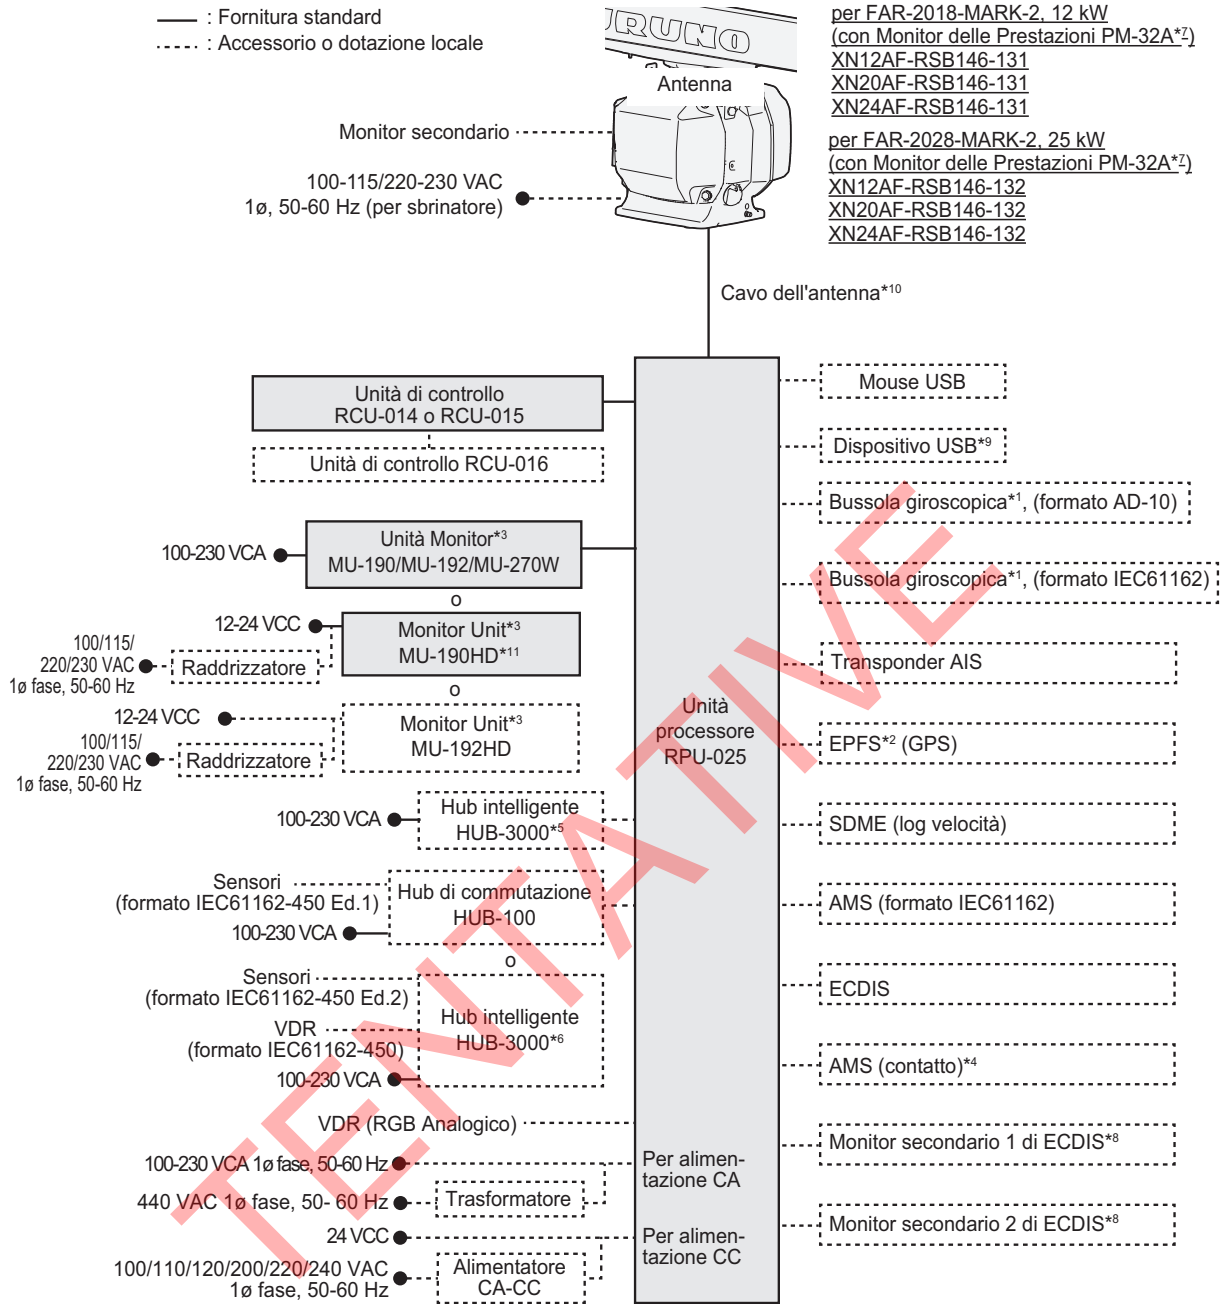 : Fornitura standard
: Accessorio o dotazione locale
URUNO
Antenna
per FAR-2018-MARK-2, 12 kW
(con Monitor delle Prestazioni PM-32A*7)
XN12AF-RSB146-131
XN20AF-RSB146-131
XN24AF-RSB146-131
per FAR-2028-MARK-2, 25 kW
(con Monitor delle Prestazioni PM-32A*7)
XN12AF-RSB146-132
XN20AF-RSB146-132
XN24AF-RSB146-132
Monitor secondario
100-115/220-230 VAC
1ø, 50-60 Hz (per sbrinatore)
Cavo dell'antenna*10
Unità di controllo
RCU-014 o RCU-015
Unità di controllo RCU-016
100-230 VCA
Unità Monitor*3
MU-190/MU-192/MU-270W
o
12-24 VCC
100/115/
220/230 VAC
1ø fase, 50-60 Hz
Raddrizzatore
Monitor Unit*3
MU-190HD*11
o
12-24 VCC
100/115/
220/230 VAC
1ø fase, 50-60 Hz
Raddrizzatore
Monitor Unit*3
MU-192HD
100-230 VCA
Hub intelligente
HUB-3000*5
Sensori
(formato IEC61162-450 Ed.1)
100-230 VCA
Hub di commutazione
HUB-100
o
Sensori
(formato IEC61162-450 Ed.2)
VDR
(formato IEC61162-450)
100-230 VCA
Hub intelligente
HUB-3000*6
VDR (RGB Analogico)
100-230 VCA 1ø fase, 50-60 Hz
440 VAC 1ø fase, 50- 60 Hz
Trasformatore
24 VCC
100/110/120/200/220/240 VAC
1ø fase, 50-60 Hz
Alimentatore
CA-CC
Unità
processore
RPU-025
Per alimen-
tazione CA
Per alimen-
tazione CC
Mouse USB
Dispositivo USB*9
Bussola giroscopica*1, (formato AD-10)
Bussola giroscopica*1, (formato IEC61162)
Transponder AIS
EPFS*2 (GPS)
SDME (log velocità)
AMS (formato IEC61162)
ECDIS
AMS (contatto)*4
Monitor secondario 1 di ECDIS*8
Monitor secondario 2 di ECDIS*8
TENTATIVE